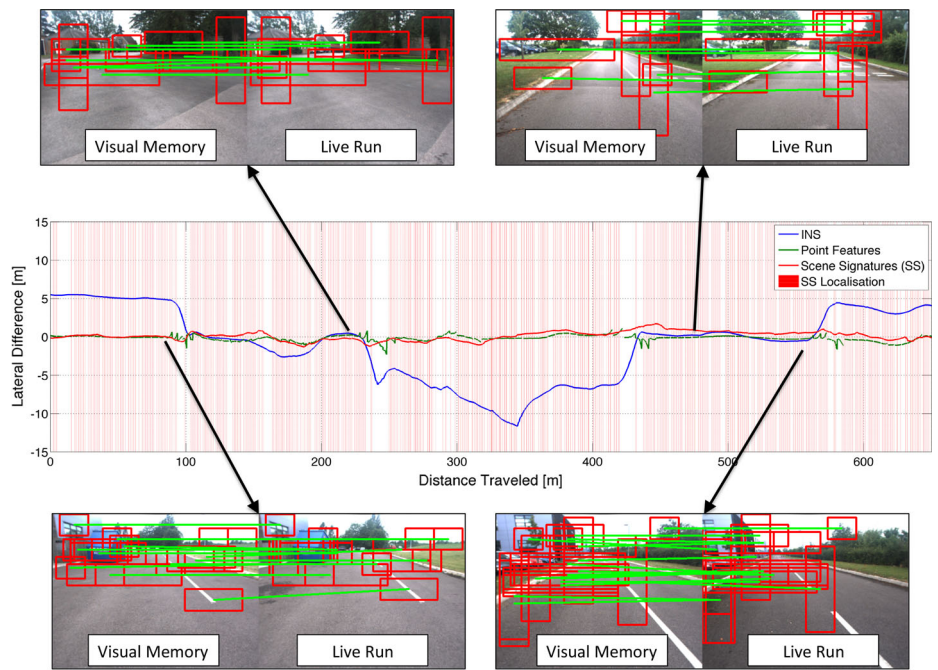 Visual Memory
Live Run
Visual Memory
Live Run
15
10
5
0
-5
-10
-15
Lateral Difference [m]
INS
Point Features
Scene Signatures (SS)
SS Localisation
0
100
200
300
400
500
600
Distance Traveled [m]
Visual Memory
Live Run
Visual Memory
Live Run